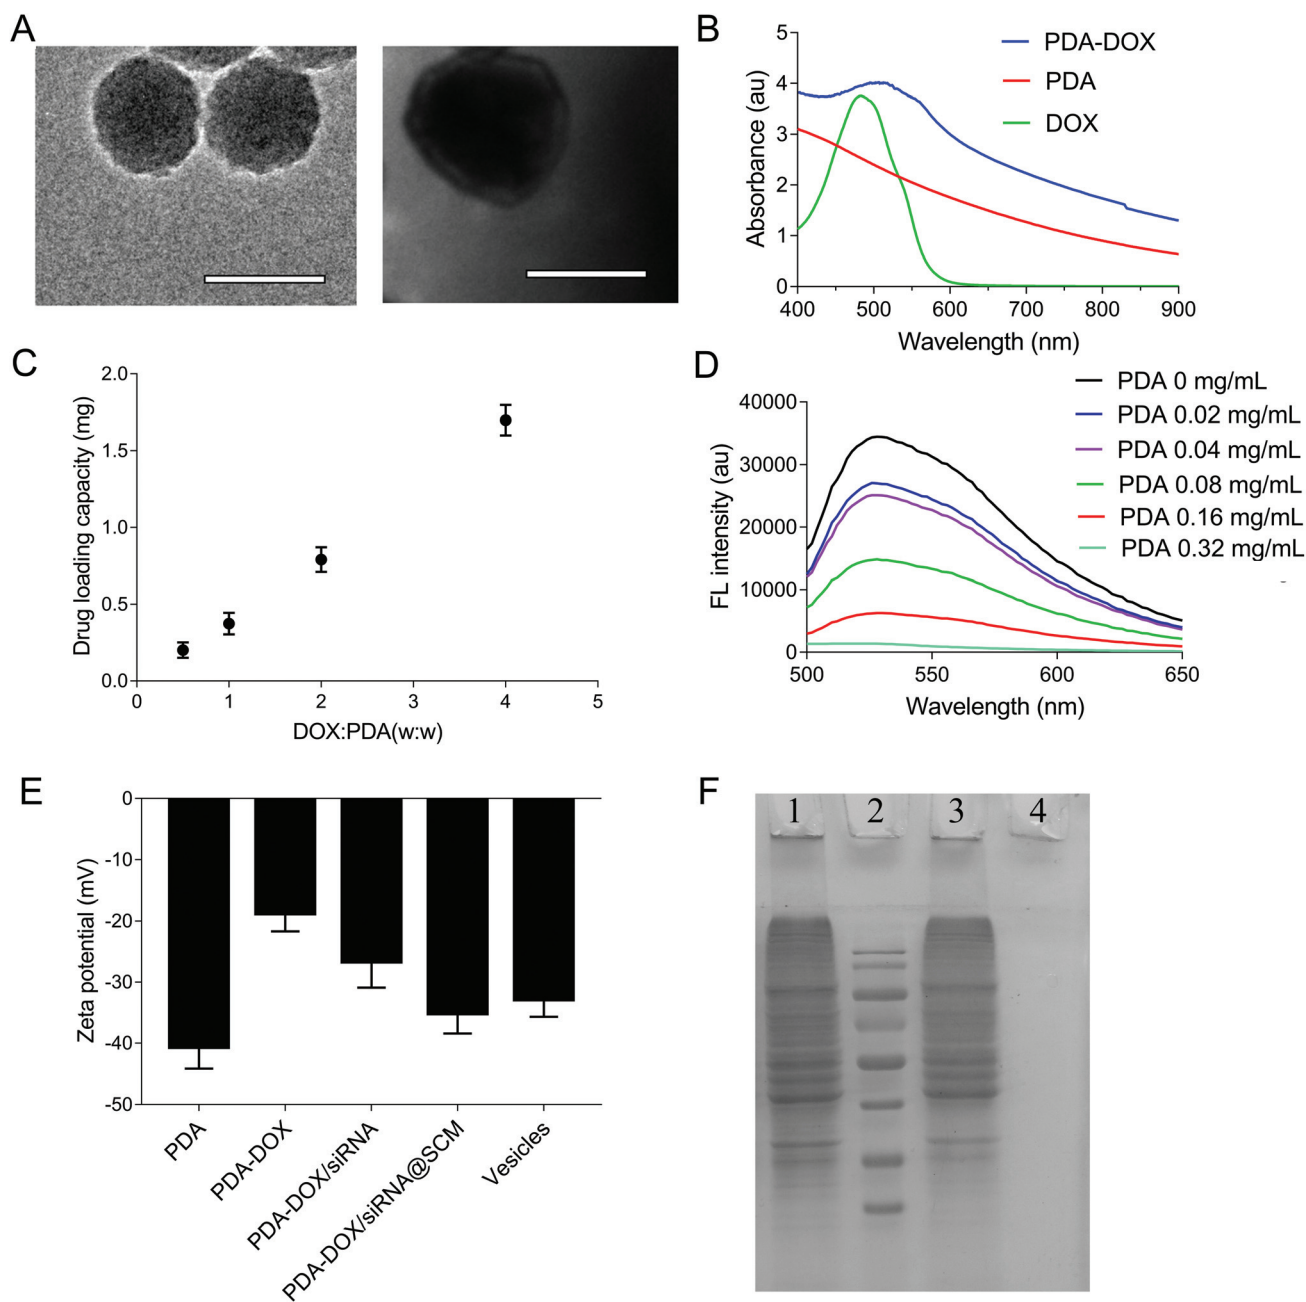 A
B
5
4
3
2
1
0
400
500
600
700
800
900
Absorbance (au)
Wavelength (nm)
PDA-DOX
PDA
DOX
C
2.0
1.5
1.0
0.5
0.0
0
1
2
3
4
5
Drug loading capacity (mg)
DOX:PDA(w:w)
D
40000
30000
20000
10000
0
500
550
600
650
FL intensity (au)
Wavelength (nm)
PDA 0 mg/mL
PDA 0.02 mg/mL
PDA 0.04 mg/mL
PDA 0.08 mg/mL
PDA 0.16 mg/mL
PDA 0.32 mg/mL
E
0
-10
-20
-30
-40
-50
Zeta potential (mV)
PDA
PDA-DOX
PDA-DOX/siRNA
PDA-DOX/siRNA@SCM
Vesicles
F
1 2 3 4